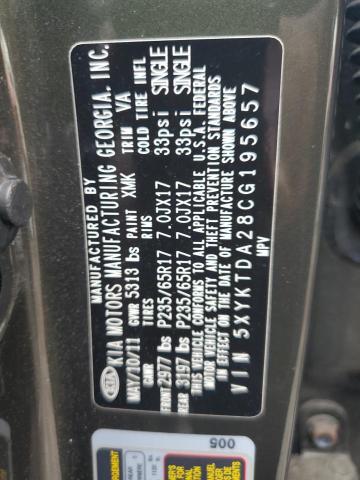 MANUFACTURED BY
KIA MOTORS MANUFACTURING GEORGIA, INC.
KIA
MAY/10/11 GVWR 5313 lbs PAINT XMK TRIM VA
GAWR TIRES RIMS COLD TIRE INFL
FRONT 2977 lbs P235/65R17 7.0JX17 33psi SINGLE
REAR 3197 lbs P235/65R17 7.0JX17 33psi SINGLE
THIS VEHICLE CONFORMS TO ALL APPLICABLE U.S.A. FEDERAL
MOTOR VEHICLE SAFETY AND THEFT PREVENTION STANDARDS
IN EFFECT ON THE DATE OF MANUFACTURE SHOWN ABOVE
VIN 5XYKTDA28CG195657
MPV
005